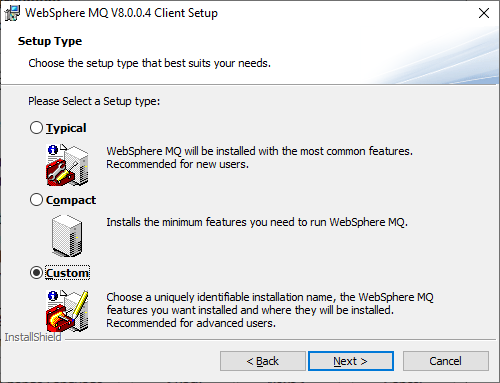 WebSphere MQ V8.0.0.4 Client Setup
Setup Type
Choose the setup type that best suits your needs.
Please Select a Setup type:
Typical
WebSphere MQ will be installed with the most common features.
Recommended for new users.
Compact
Installs the minimum features you need to run WebSphere MQ.
Custom
Choose a uniquely identifiable installation name, the WebSphere MQ
features you want installed and where they will be installed.
Recommended for advanced users.
InstallShield
< Back
Next >
Cancel